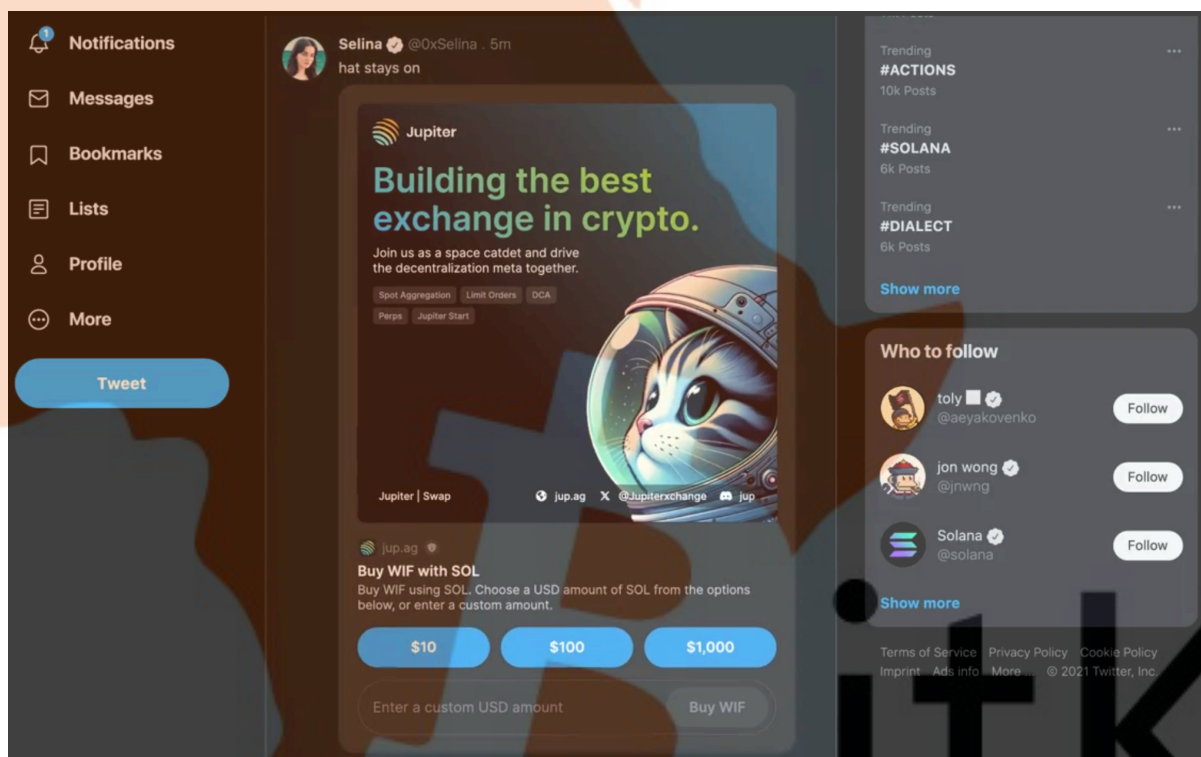 1
Notifications
Messages
Bookmarks
Lists
Profile
More
Tweet
Selina @0xSelina . 5m
hat stays on
Jupiter
Building the best
exchange in crypto.
Join us as a space catdet and drive
the decentralization meta together.
Spot Aggregation Limit Orders DCA
Perps Jupiter Start
Jupiter | Swap jup.ag X @Jupiterxchange jup
jup.ag
Buy WIF with SOL
Buy WIF using SOL. Choose a USD amount of SOL from the options
below, or enter a custom amount.
$10 $100 $1,000
Enter a custom USD amount Buy WIF
Trending
#ACTIONS
10k Posts
Trending
#SOLANA
6k Posts
Trending
#DIALECT
6k Posts
Show more
Who to follow
toly
@aeyakovenko
Follow
jon wong
@jnwng
Follow
Solana
@solana
Follow
Show more
Terms of Service Privacy Policy Cookie Policy
Imprint Ads info More ... © 2021 Twitter, Inc.
itk